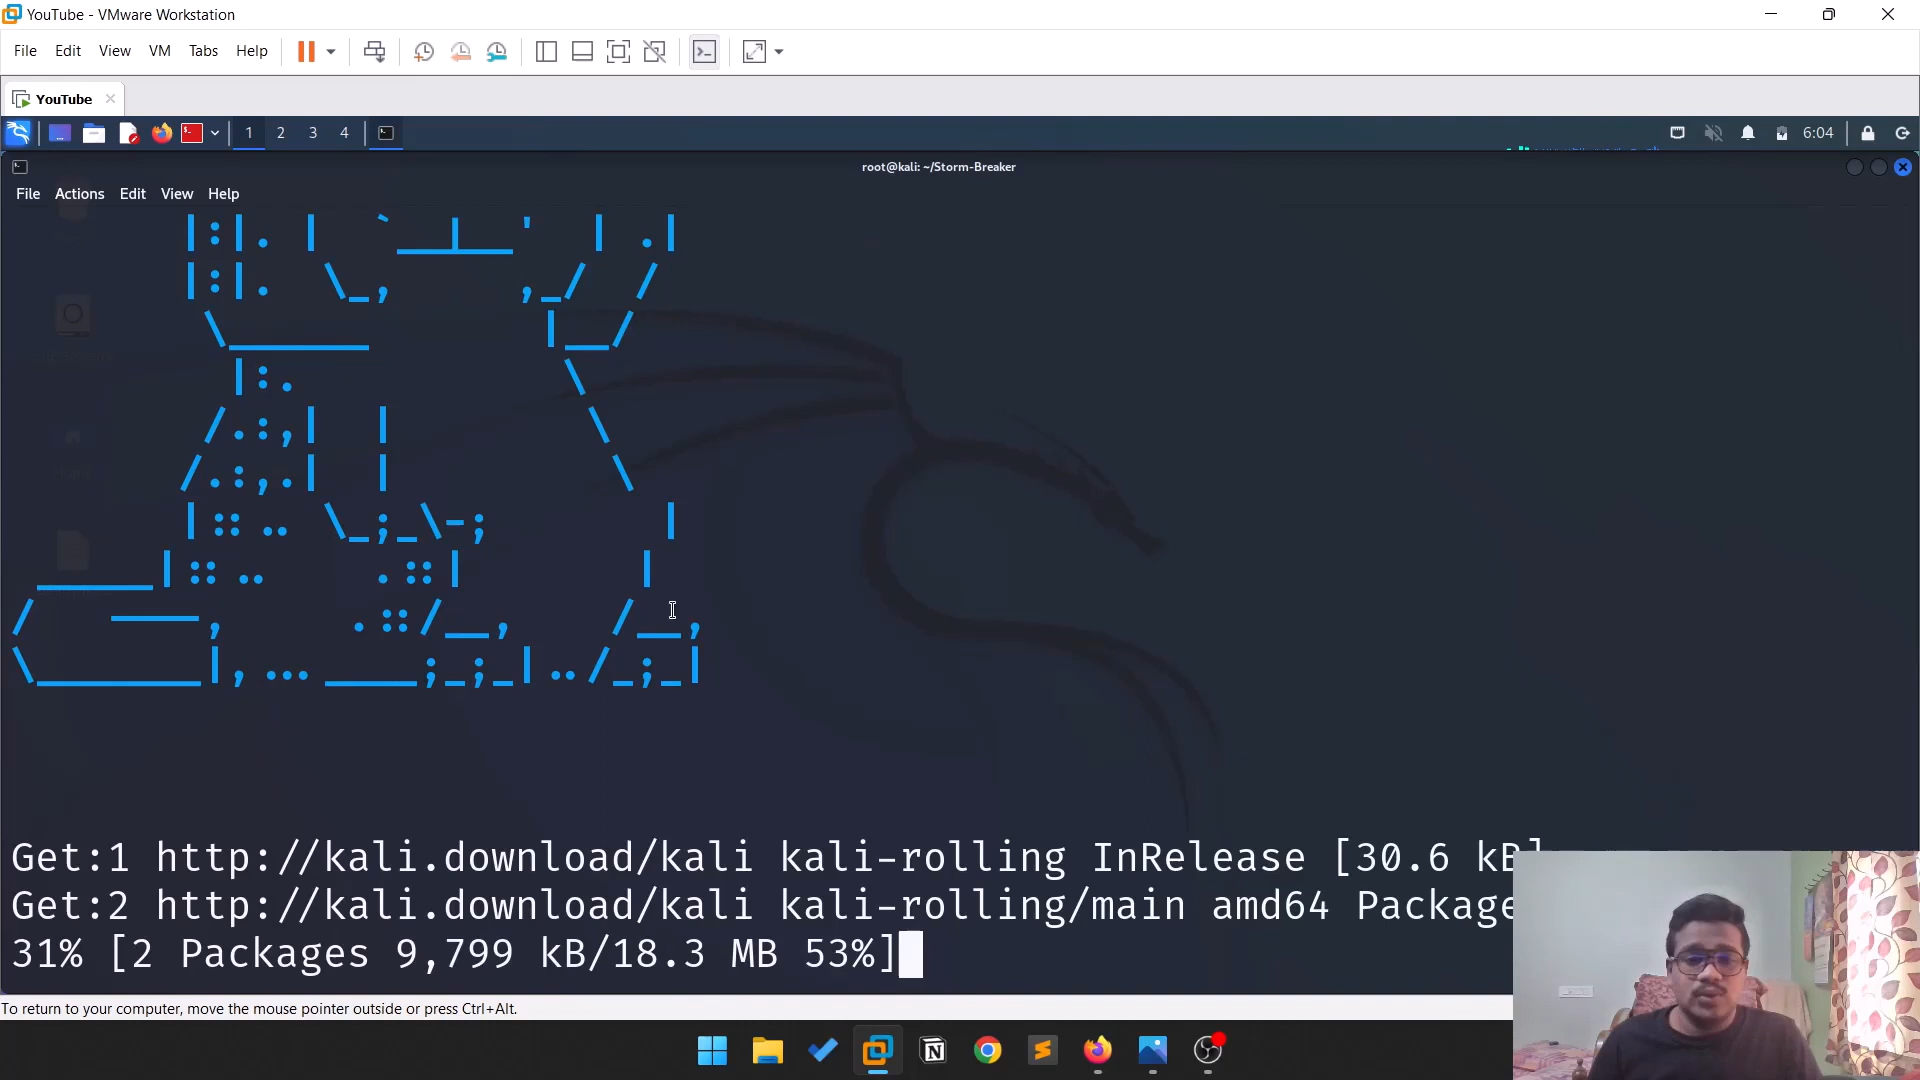 YouTube - VMware Workstation
File Edit View VM Tabs Help
YouTube
1 2 3 4 6:04
root@kali: ~/Storm-Breaker
File Actions Edit View Help
Get:1 http://kali.download/kali kali-rolling InRelease [30.6 kB]
Get:2 http://kali.download/kali kali-rolling/main amd64 Package
31% [2 Packages 9,799 kB/18.3 MB 53%]
To return to your computer, move the mouse pointer outside or press Ctrl+Alt.